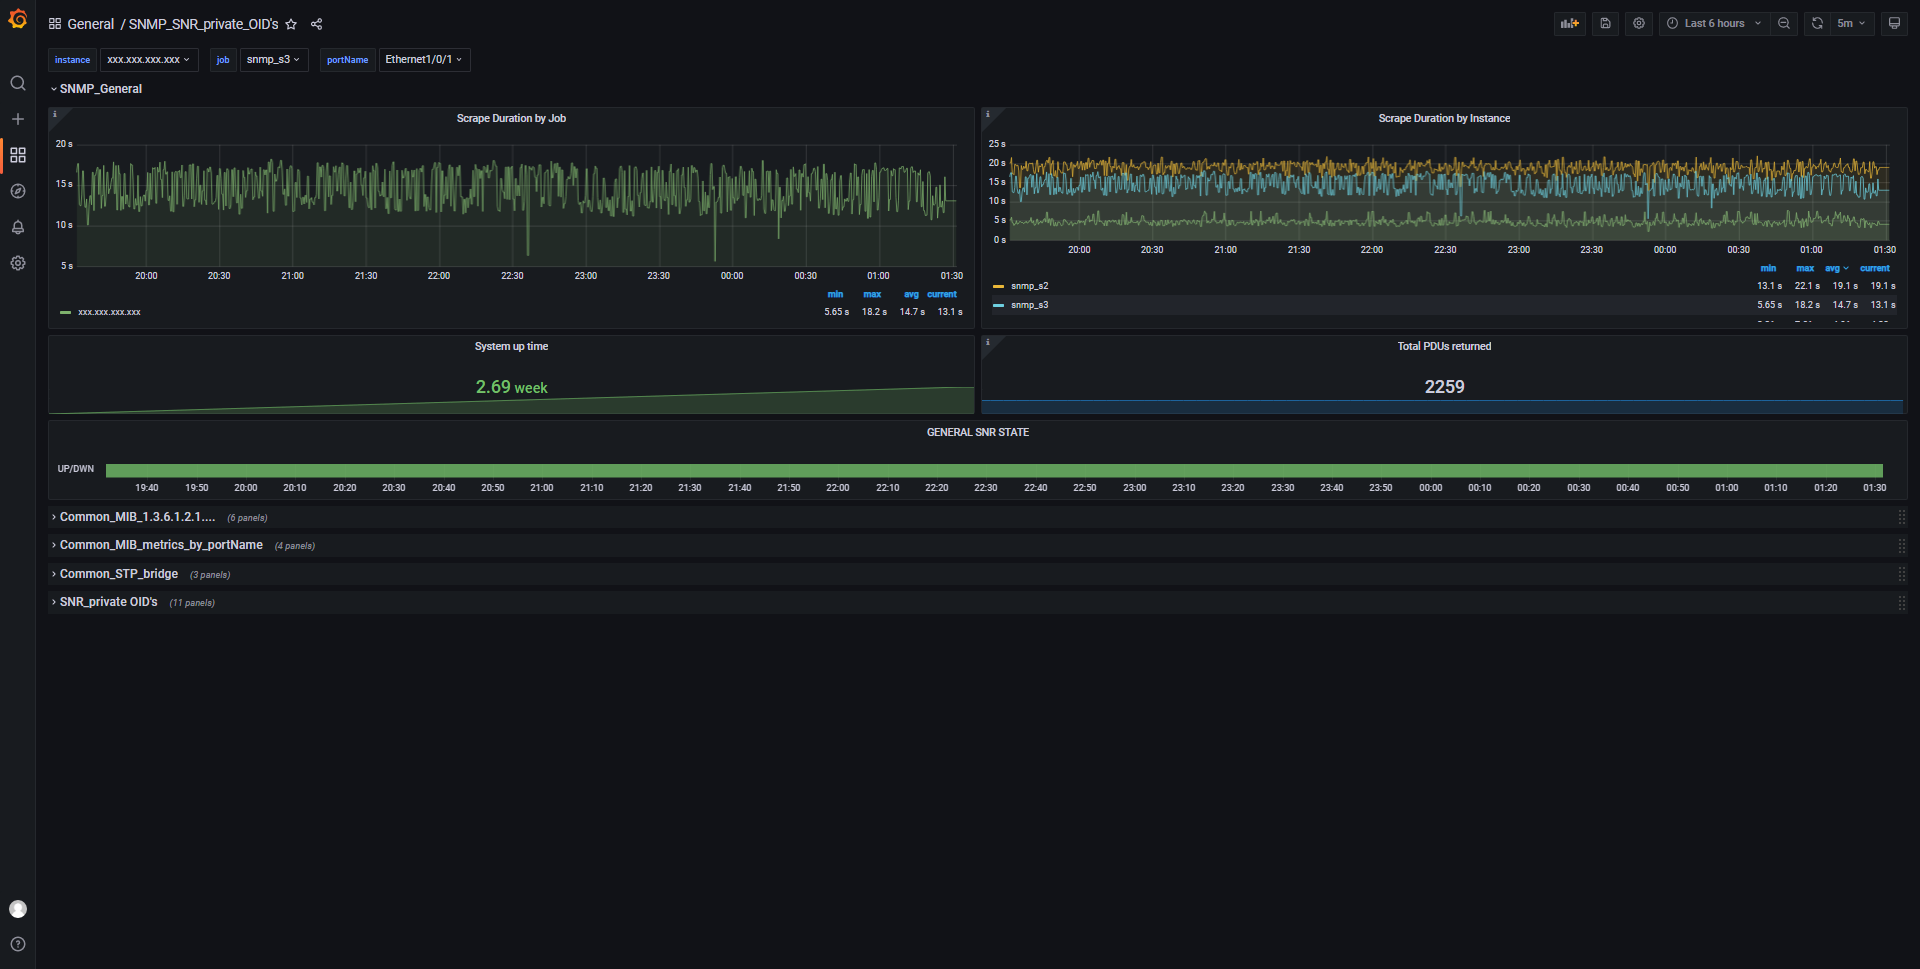 General / SNMP_SNR_private_OID's
Last 6 hours
5m
instance xxx.xxx.xxx.xxx job snmp_s3 portName Ethernet1/0/1
SNMP_General
Scrape Duration by Job
20 s
15 s
10 s
5 s
20:00 20:30 21:00 21:30 22:00 22:30 23:00 23:30 00:00 00:30 01:00 01:30
min max avg current
xxx.xxx.xxx.xxx 5.65 s 18.2 s 14.7 s 13.1 s
Scrape Duration by Instance
25 s
20 s
15 s
10 s
5 s
0 s
20:00 20:30 21:00 21:30 22:00 22:30 23:00 23:30 00:00 00:30 01:00 01:30
min max avg current
snmp_s2 13.1 s 22.1 s 19.1 s 19.1 s
snmp_s3 5.65 s 18.2 s 14.7 s 13.1 s
System up time
2.69 week
Total PDUs returned
2259
GENERAL SNR STATE
UP/DWN
19:40 19:50 20:00 20:10 20:20 20:30 20:40 20:50 21:00 21:10 21:20 21:30 21:40 21:50 22:00 22:10 22:20 22:30 22:40 22:50 23:00 23:10 23:20 23:30 23:40 23:50 00:00 00:10 00:20 00:30 00:40 00:50 01:00 01:10 01:20 01:30
Common_MIB_1.3.6.1.2.1.... (6 panels)
Common_MIB_metrics_by_portName (4 panels)
Common_STP_bridge (3 panels)
SNR_private OID's (11 panels)